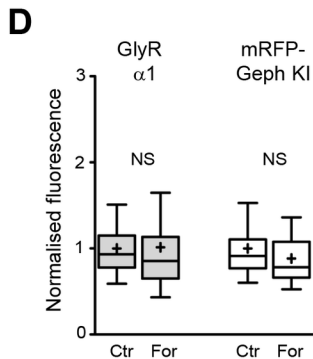 D
GlyR
α1
mRFP-
Geph KI
Normalised fluorescence
3
2
1
0
NS
NS
Ctr For
Ctr For